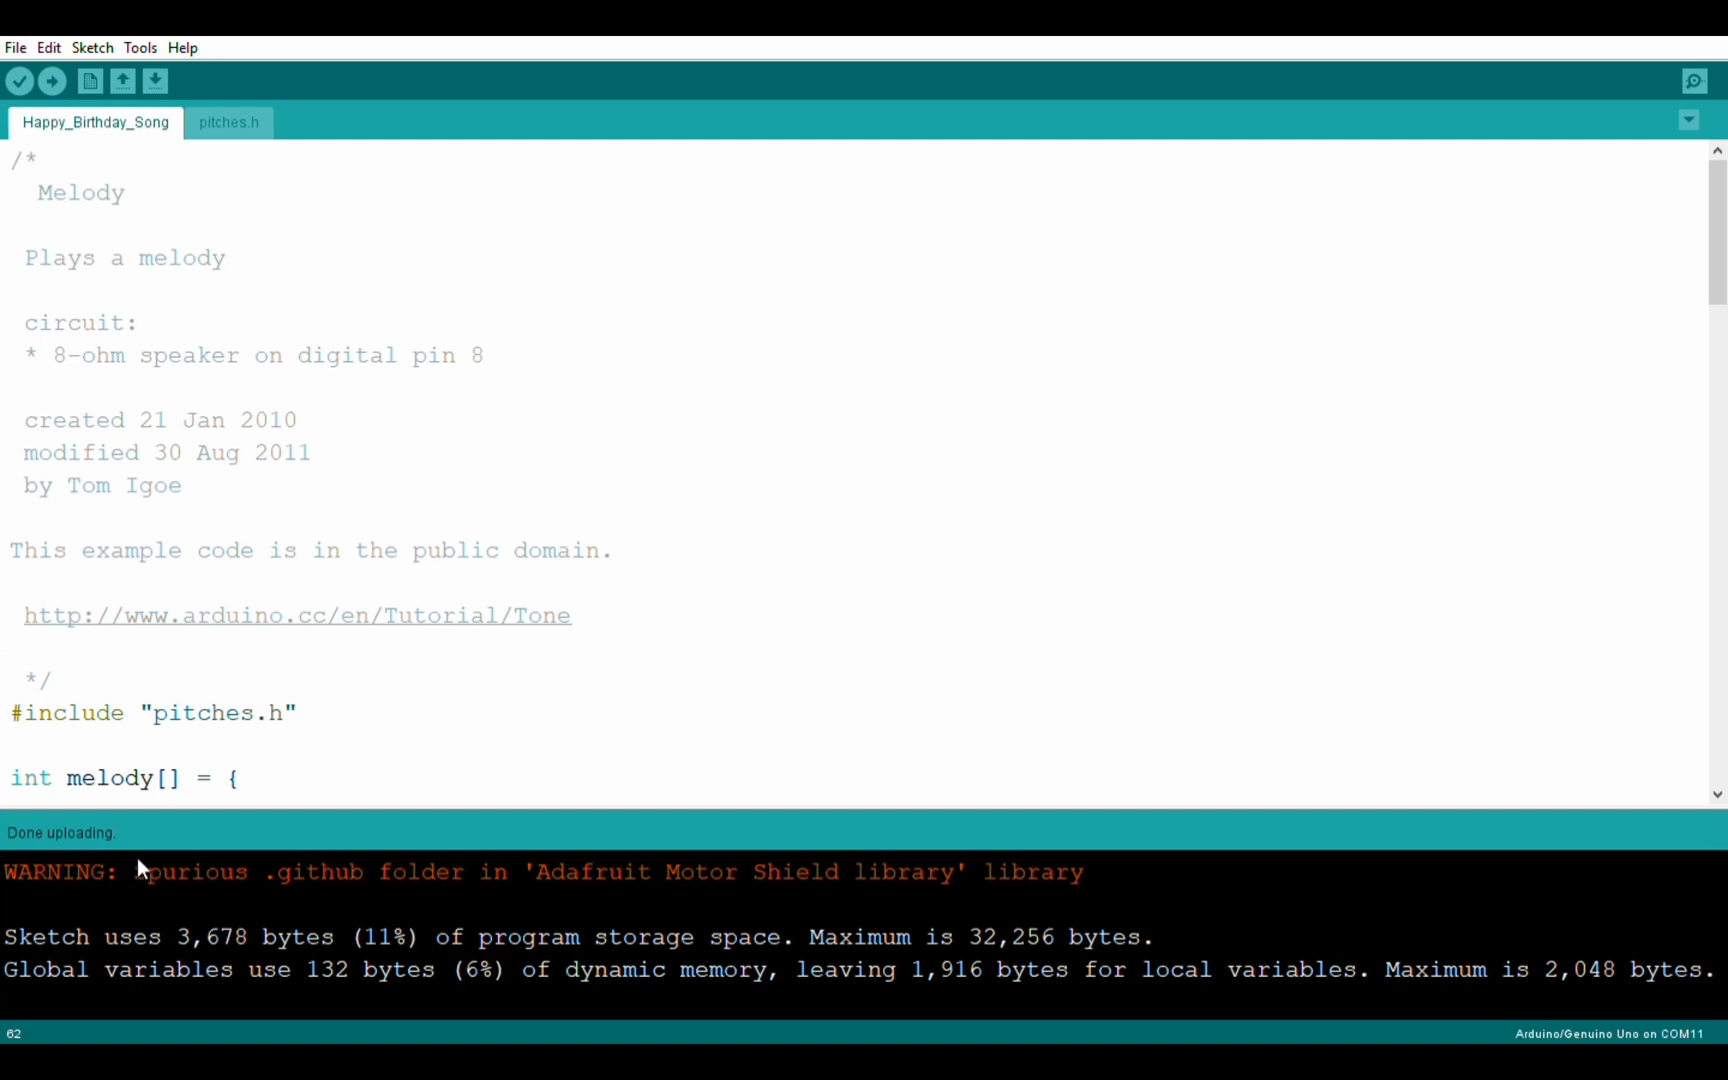 File Edit Sketch Tools Help
Happy_Birthday_Song pitches.h
/*
Melody
Plays a melody
circuit:
* 8-ohm speaker on digital pin 8
created 21 Jan 2010
modified 30 Aug 2011
by Tom Igoe
This example code is in the public domain.
http://www.arduino.cc/en/Tutorial/Tone
*/
#include "pitches.h"
int melody[] = {
Done uploading.
WARNING: Spurious .github folder in 'Adafruit Motor Shield library' library
Sketch uses 3,678 bytes (11%) of program storage space. Maximum is 32,256 bytes.
Global variables use 132 bytes (6%) of dynamic memory, leaving 1,916 bytes for local variables. Maximum is 2,048 bytes.
62
Arduino/Genuino Uno on COM11